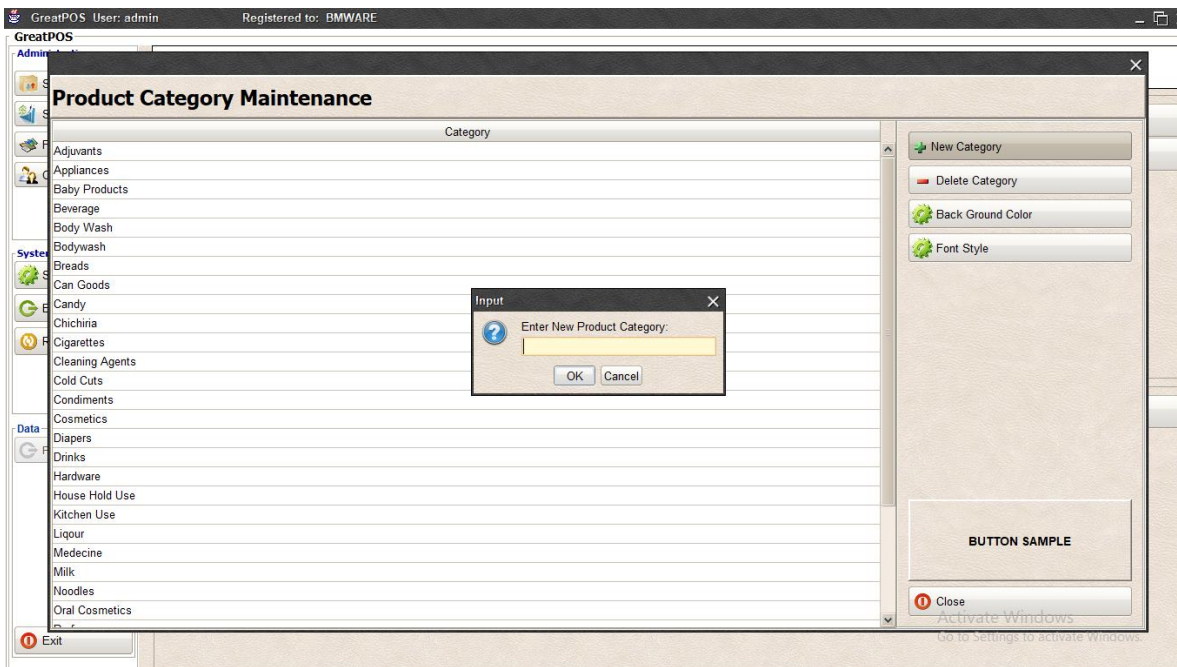 GreatPOS User: admin Registered to: BMWARE
GreatPOS
Product Category Maintenance
Category
Adjuvants
Appliances
Baby Products
Beverage
Body Wash
Bodywash
Breads
Can Goods
Candy
Chichiria
Cigarettes
Cleaning Agents
Cold Cuts
Condiments
Cosmetics
Diapers
Drinks
Hardware
House Hold Use
Kitchen Use
Liqour
Medecine
Milk
Noodles
Oral Cosmetics
New Category
Delete Category
Back Ground Color
Font Style
Input
Enter New Product Category:
OK Cancel
BUTTON SAMPLE
Close
Activate Windows
Go to Settings to activate Windows.
Data
Exit